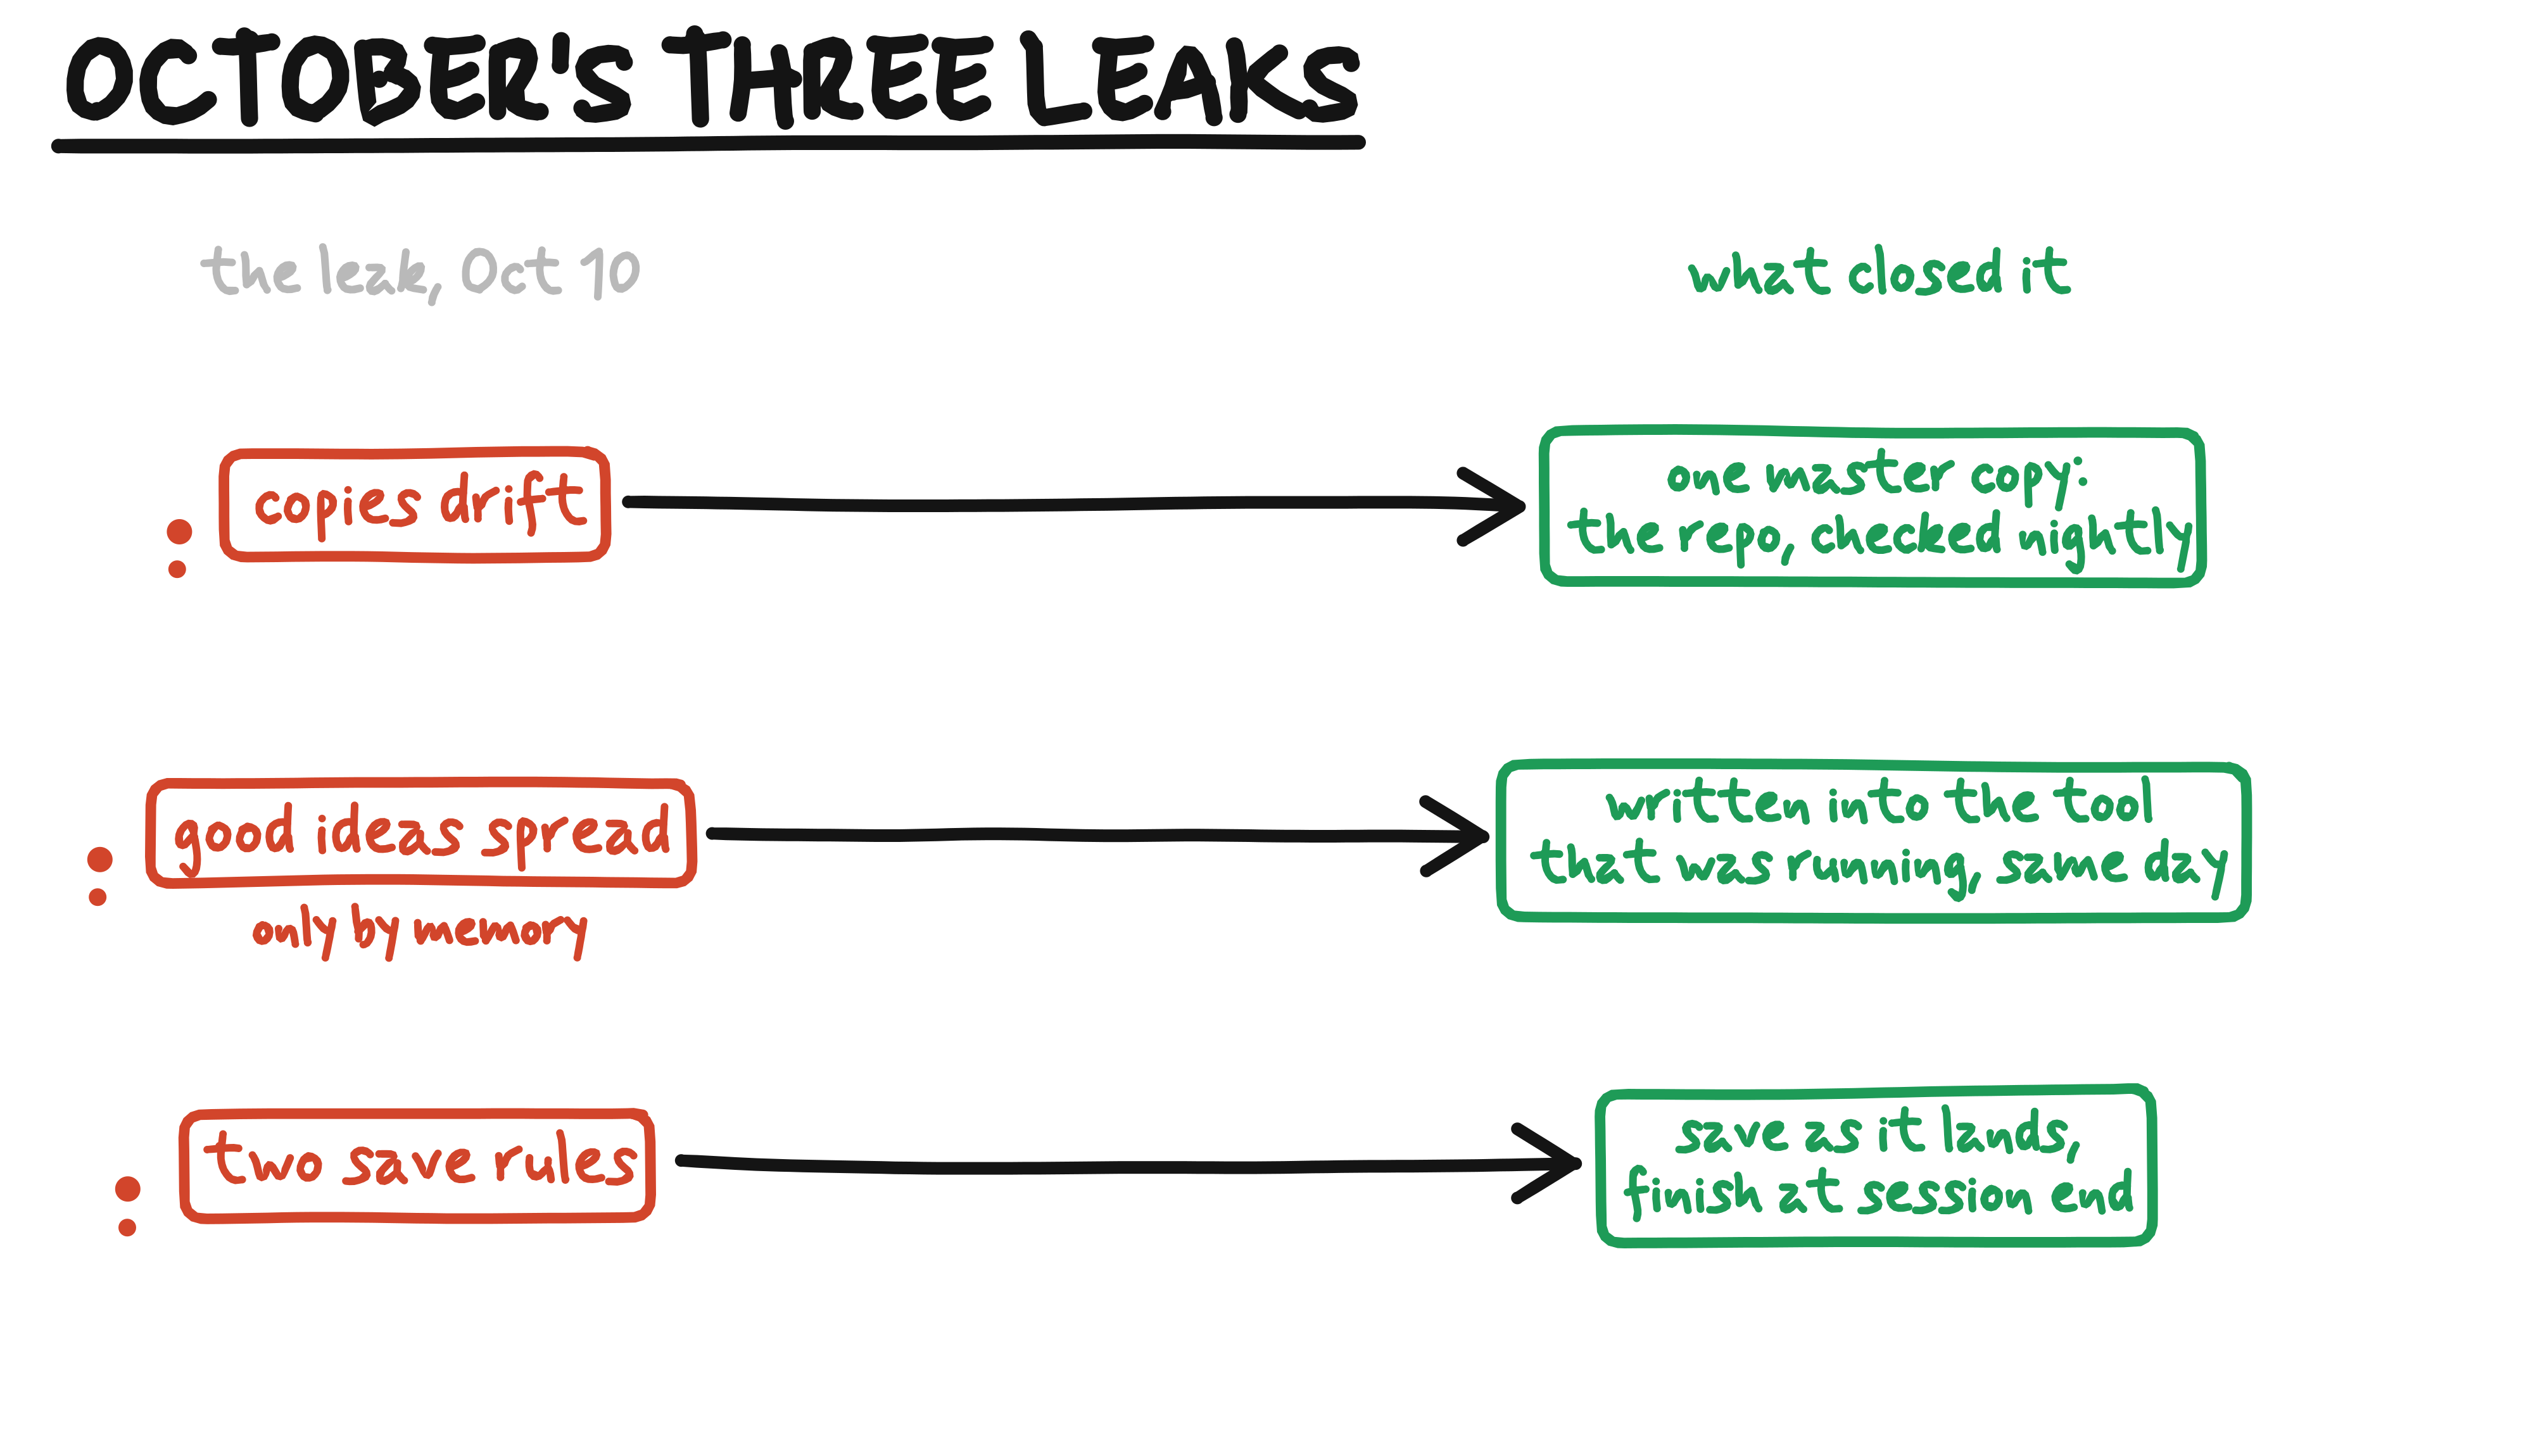 OCTOBER'S THREE LEAKS
the leak, Oct 10
what closed it
copies drift
one master copy:
the repo, checked nightly
good ideas spread
only by memory
written into the tool
that was running, same day
two save rules
save as it lands,
finish at session end